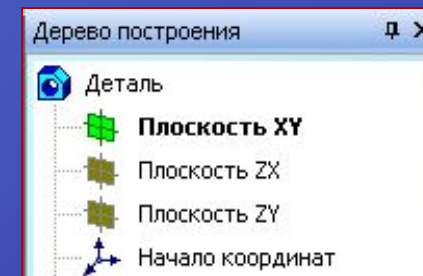 Дерево построения
Деталь
Плоскость XY
Плоскость ZX
Плоскость ZY
Начало координат